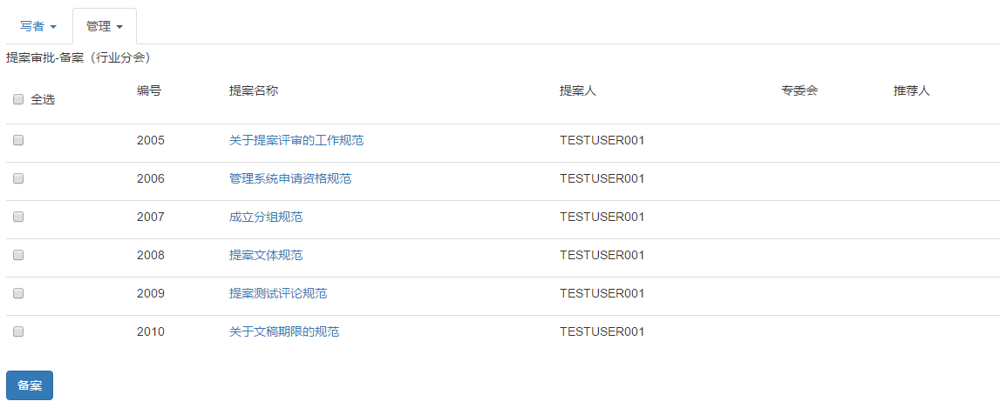 写者 管理
提案审批-备案（行业分会）
全选 编号 提案名称 提案人 专委会 推荐人
2005 关于提案评审的工作规范 TESTUSER001
2006 管理系统申请资格规范 TESTUSER001
2007 成立分组规范 TESTUSER001
2008 提案文体规范 TESTUSER001
2009 提案测试评论规范 TESTUSER001
2010 关于文稿期限的规范 TESTUSER001
备案